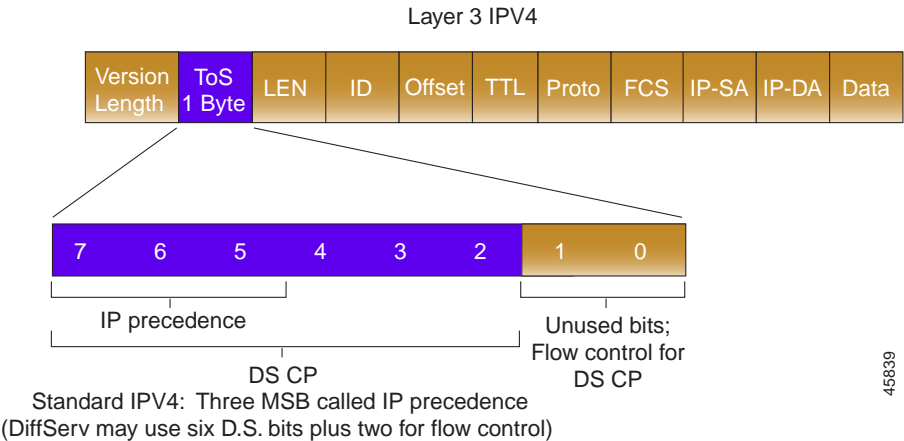 Layer 3 IPV4
Version Length
ToS 1 Byte
LEN
ID
Offset
TTL
Proto
FCS
IP-SA
IP-DA
Data
7 6 5 4 3 2 1 0
IP precedence
Unused bits;
Flow control for
DS CP
DS CP
Standard IPV4: Three MSB called IP precedence
(DiffServ may use six D.S. bits plus two for flow control)
45839